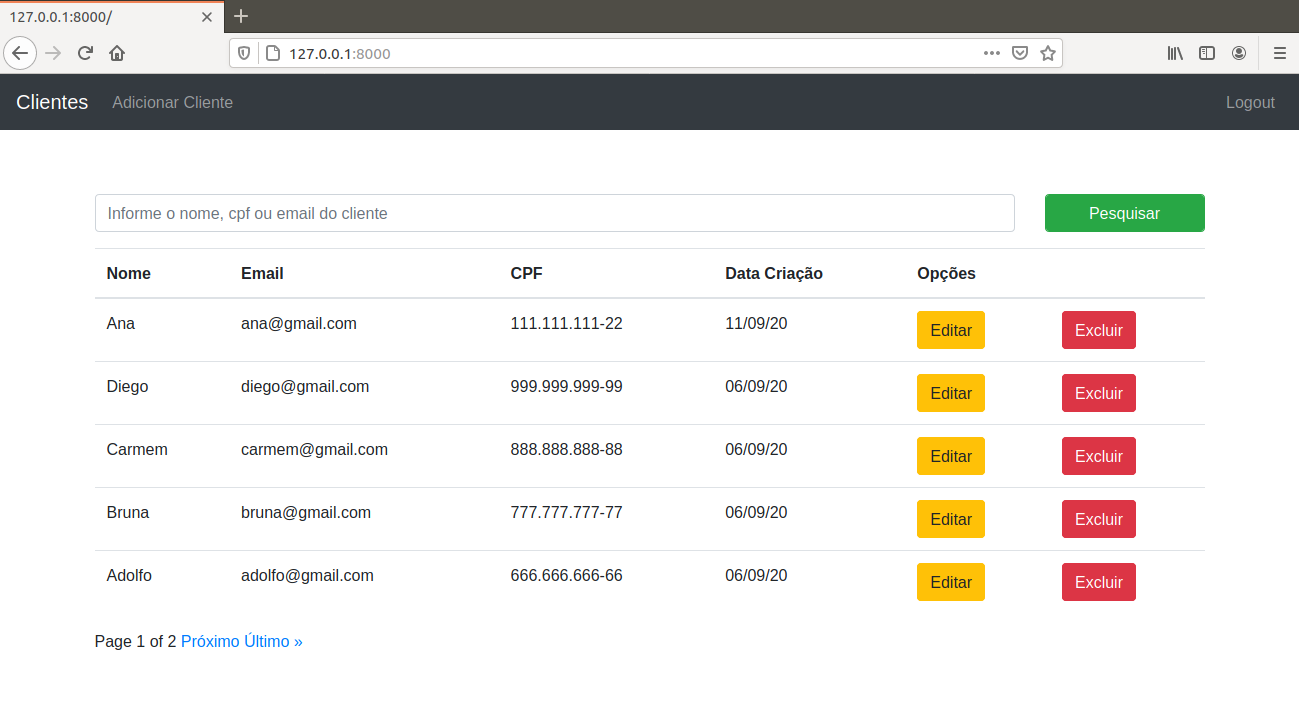 127.0.0.1:8000/
127.0.0.1:8000
Clientes Adicionar Cliente Logout
Informe o nome, cpf ou email do cliente Pesquisar
Nome Email CPF Data Criação Opções
Ana ana@gmail.com 111.111.111-22 11/09/20 Editar Excluir
Diego diego@gmail.com 999.999.999-99 06/09/20 Editar Excluir
Carmem carmem@gmail.com 888.888.888-88 06/09/20 Editar Excluir
Bruna bruna@gmail.com 777.777.777-77 06/09/20 Editar Excluir
Adolfo adolfo@gmail.com 666.666.666-66 06/09/20 Editar Excluir
Page 1 of 2 Próximo Último »